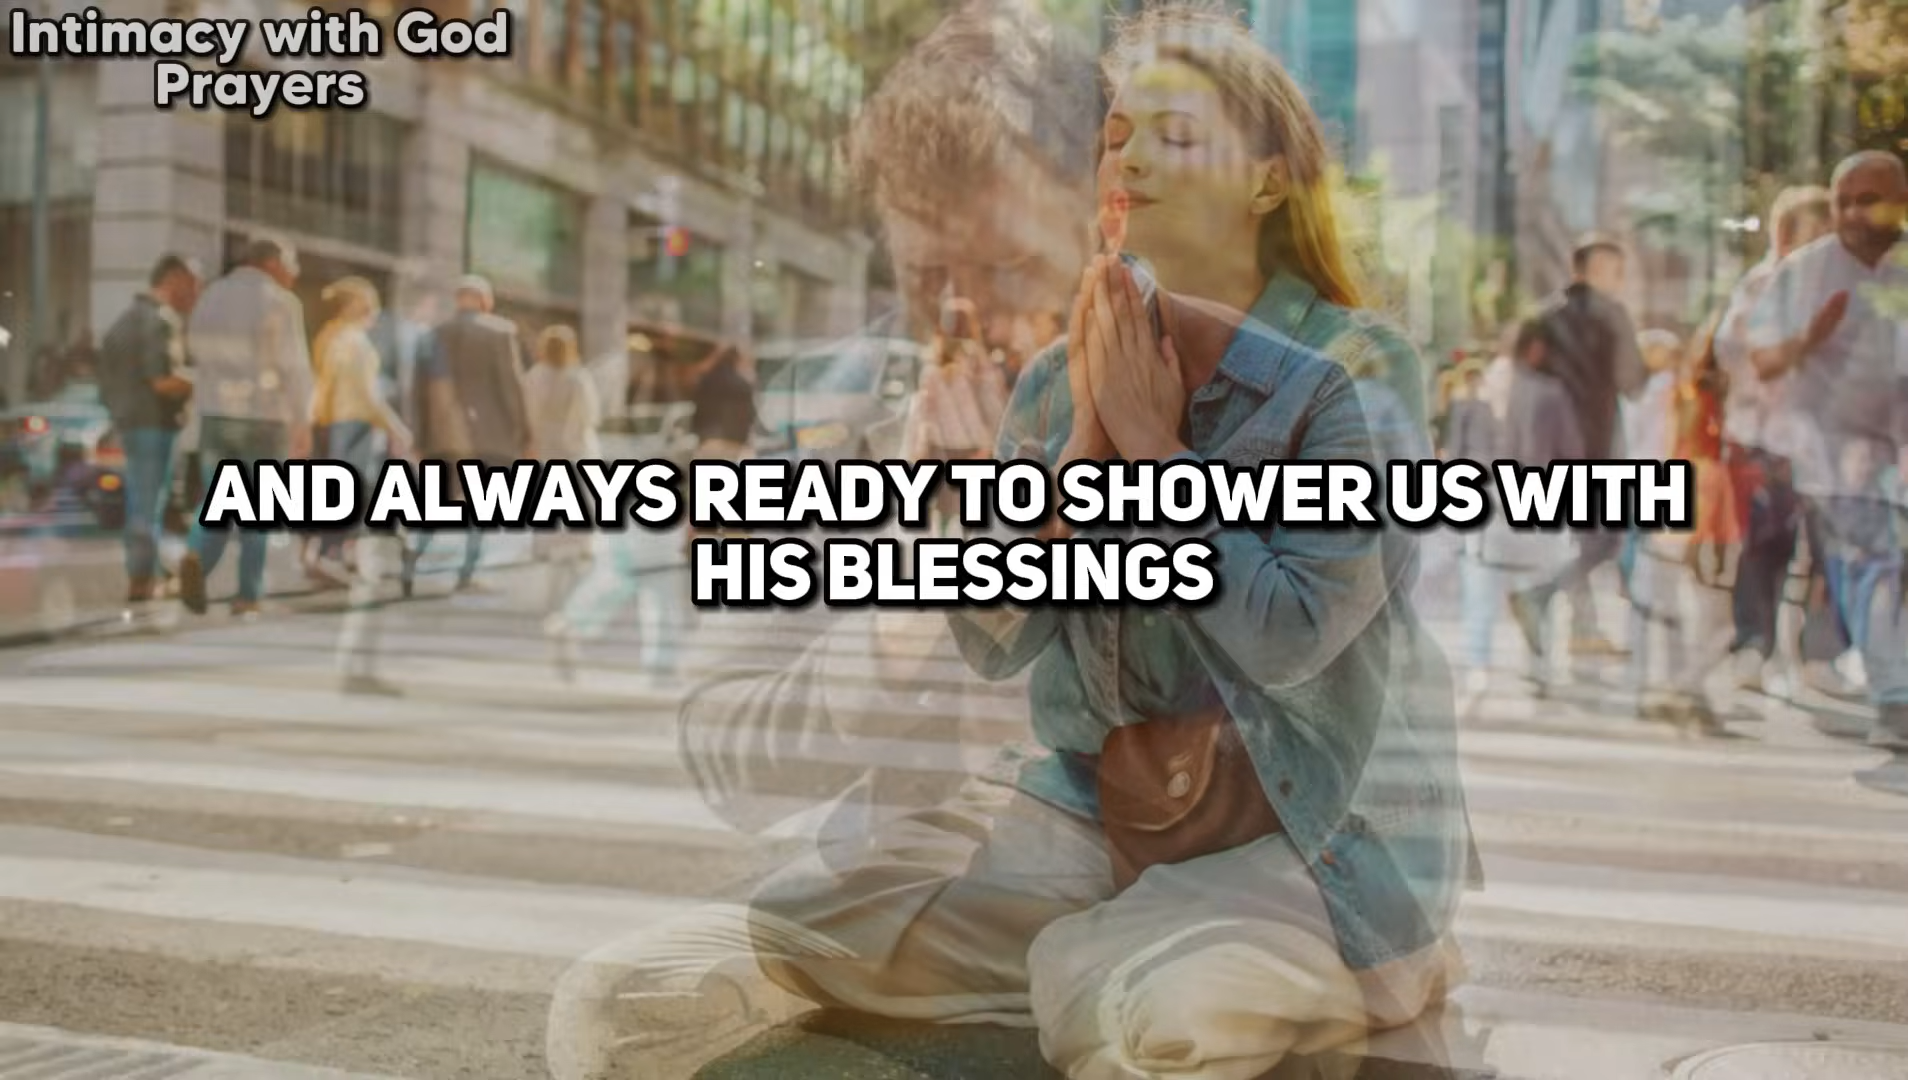 Intimacy with God
Prayers
AND ALWAYS READY TO SHOWER US WITH
HIS BLESSINGS